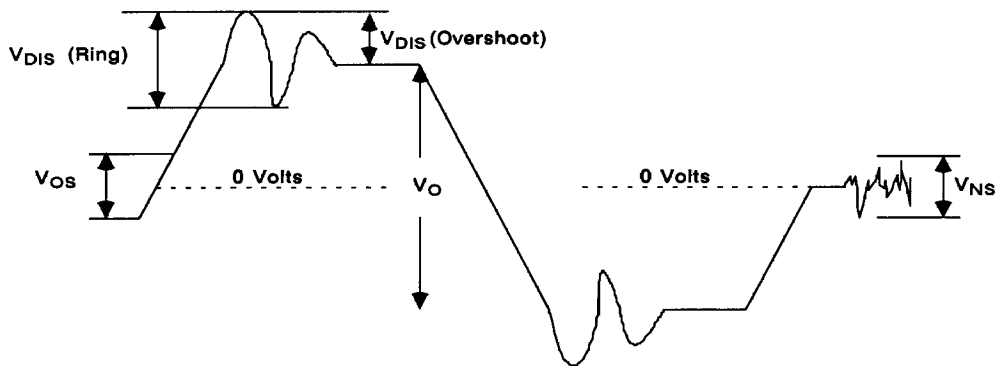 VDIS (Ring)
VDIS (Overshoot)
VOS
0 Volts
VO
0 Volts
VNS